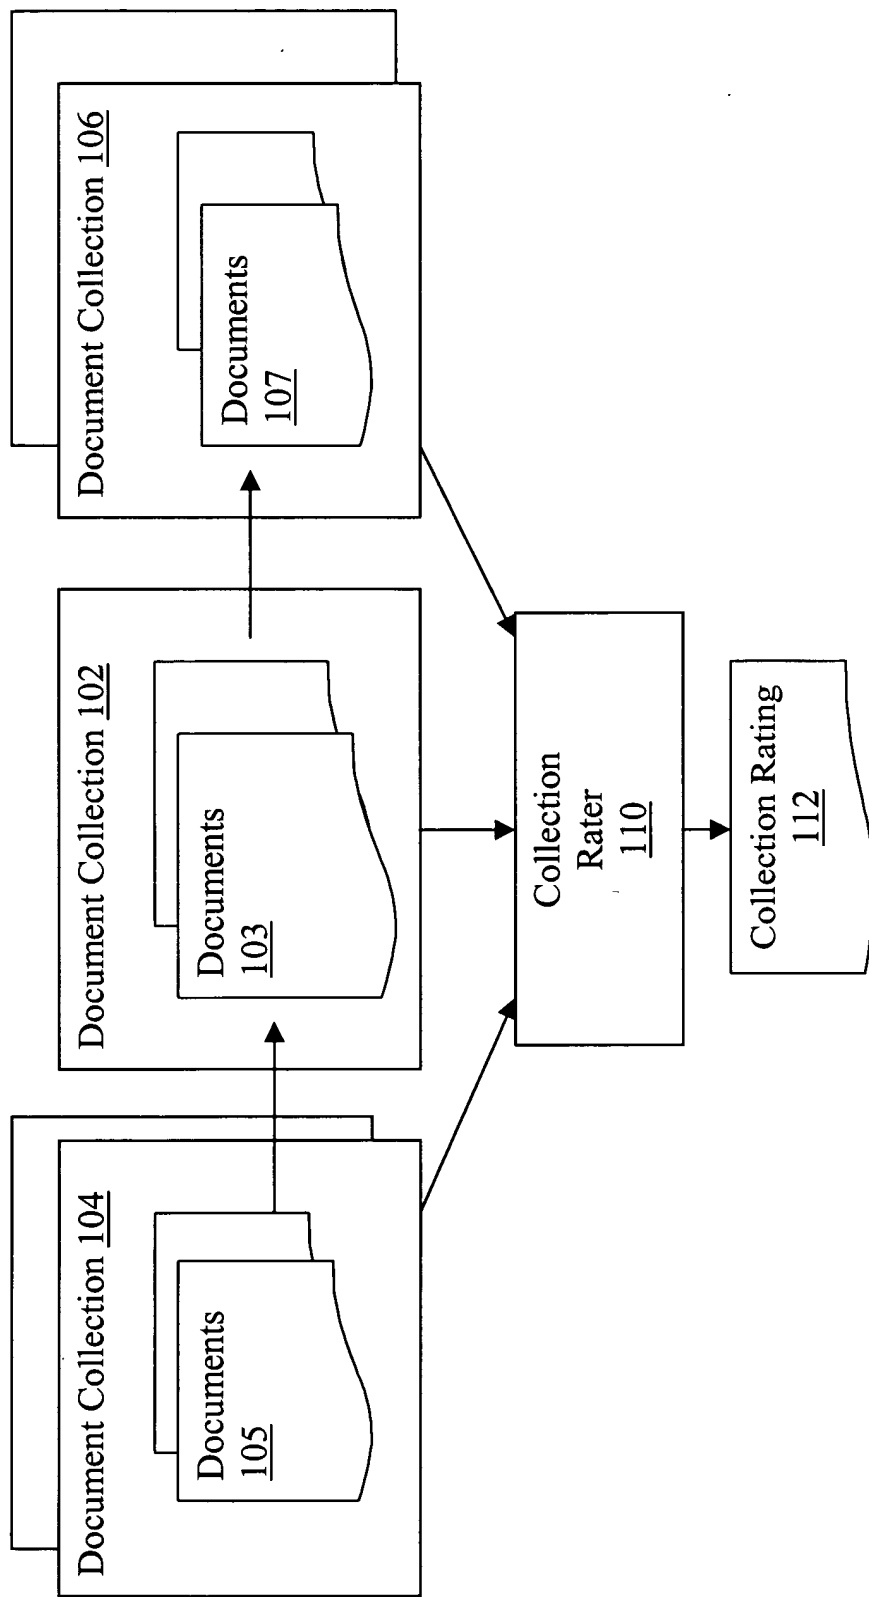 Document Collection 104
Documents
105
Document Collection 102
Documents
103
Document Collection 106
Documents
107
Collection
Rater
110
Collection Rating
112